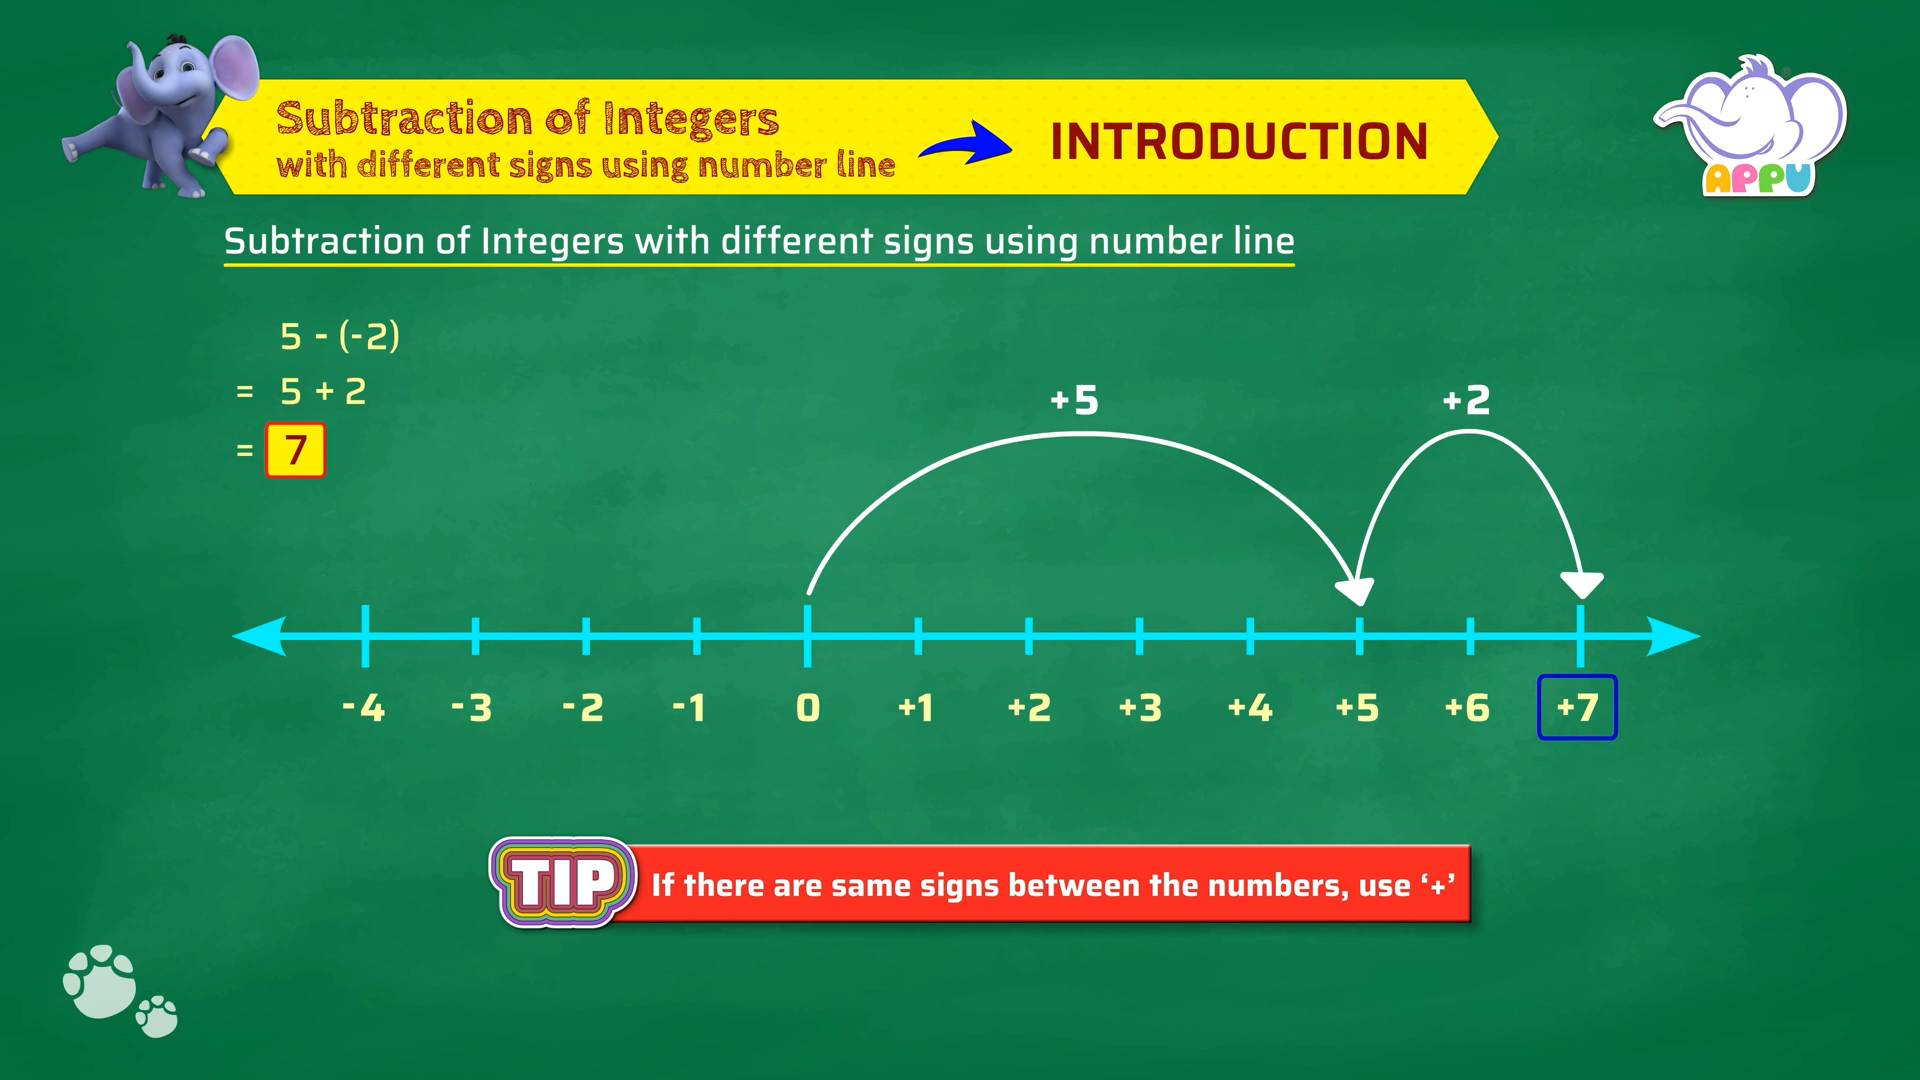 Subtraction of Integers
with different signs using number line
INTRODUCTION
APPU
Subtraction of Integers with different signs using number line
5 - (-2)
= 5 + 2
= 7
+5 +2
-4 -3 -2 -1 0 +1 +2 +3 +4 +5 +6 +7
TIP If there are same signs between the numbers, use ‘+’